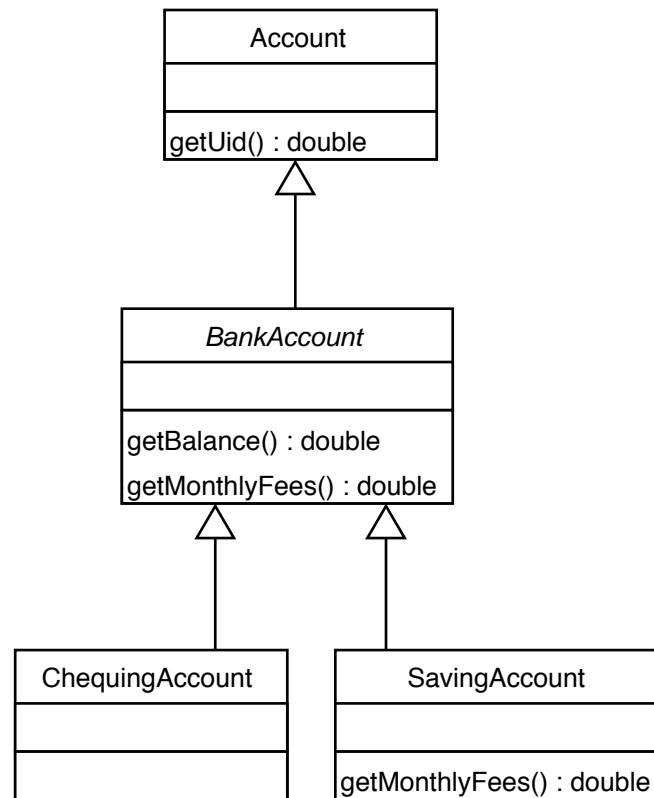 Account
getUid() : double
BankAccount
getBalance() : double
getMonthlyFees() : double
ChequingAccount
SavingAccount
getMonthlyFees() : double